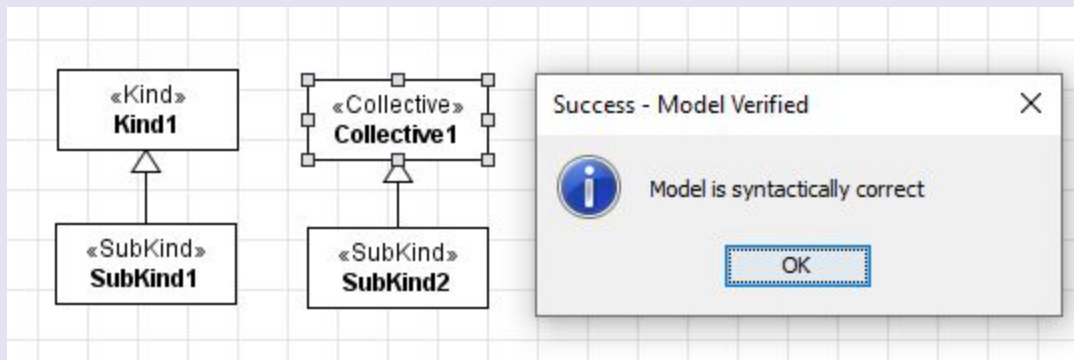 «Kind»
Kind1
«SubKind»
SubKind1
«Collective»
Collective1
«SubKind»
SubKind2
Success - Model Verified
Model is syntactically correct
OK